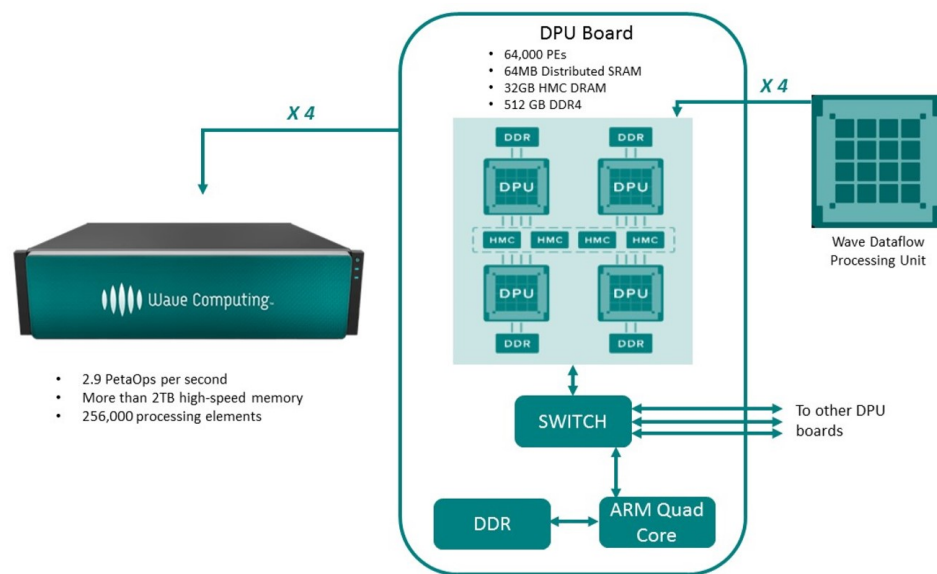 DPU Board
• 64,000 PEs
• 64MB Distributed SRAM
• 32GB HMC DRAM
• 512 GB DDR4
X 4
X 4
DDR
DDR
DPU
DPU
HMC
HMC
HMC
HMC
DPU
DPU
DDR
DDR
Wave Dataflow
Processing Unit
Wave Computing™
• 2.9 PetaOps per second
• More than 2TB high-speed memory
• 256,000 processing elements
SWITCH
To other DPU
boards
DDR
ARM Quad
Core